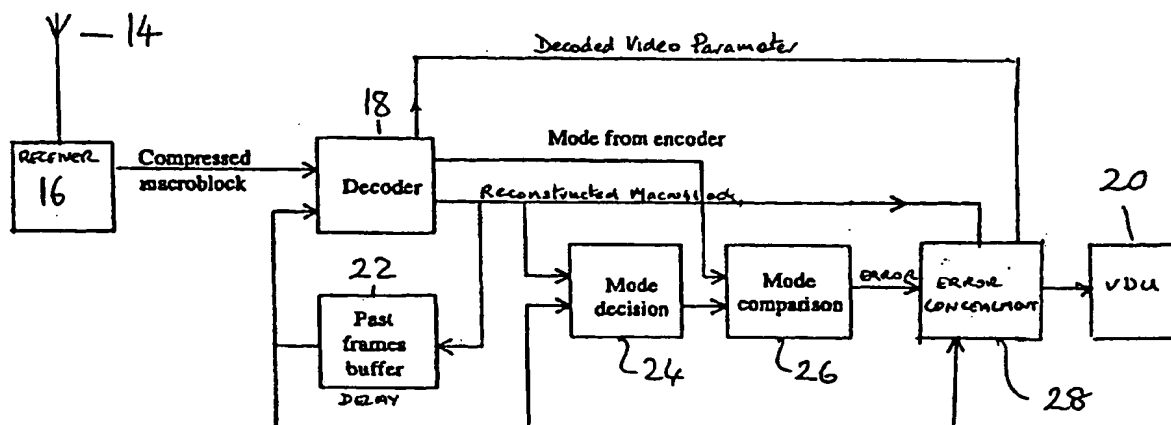 14
Decoded Video Parameter
18
RECEIVER
16
Compressed
macroblock
Decoder
Mode from encoder
Reconstructed Macroblock
20
22
Past
frames
buffer
DELAY
Mode
decision
24
Mode
comparison
26
ERROR
ERROR
CONCEALMENT
28
VDU